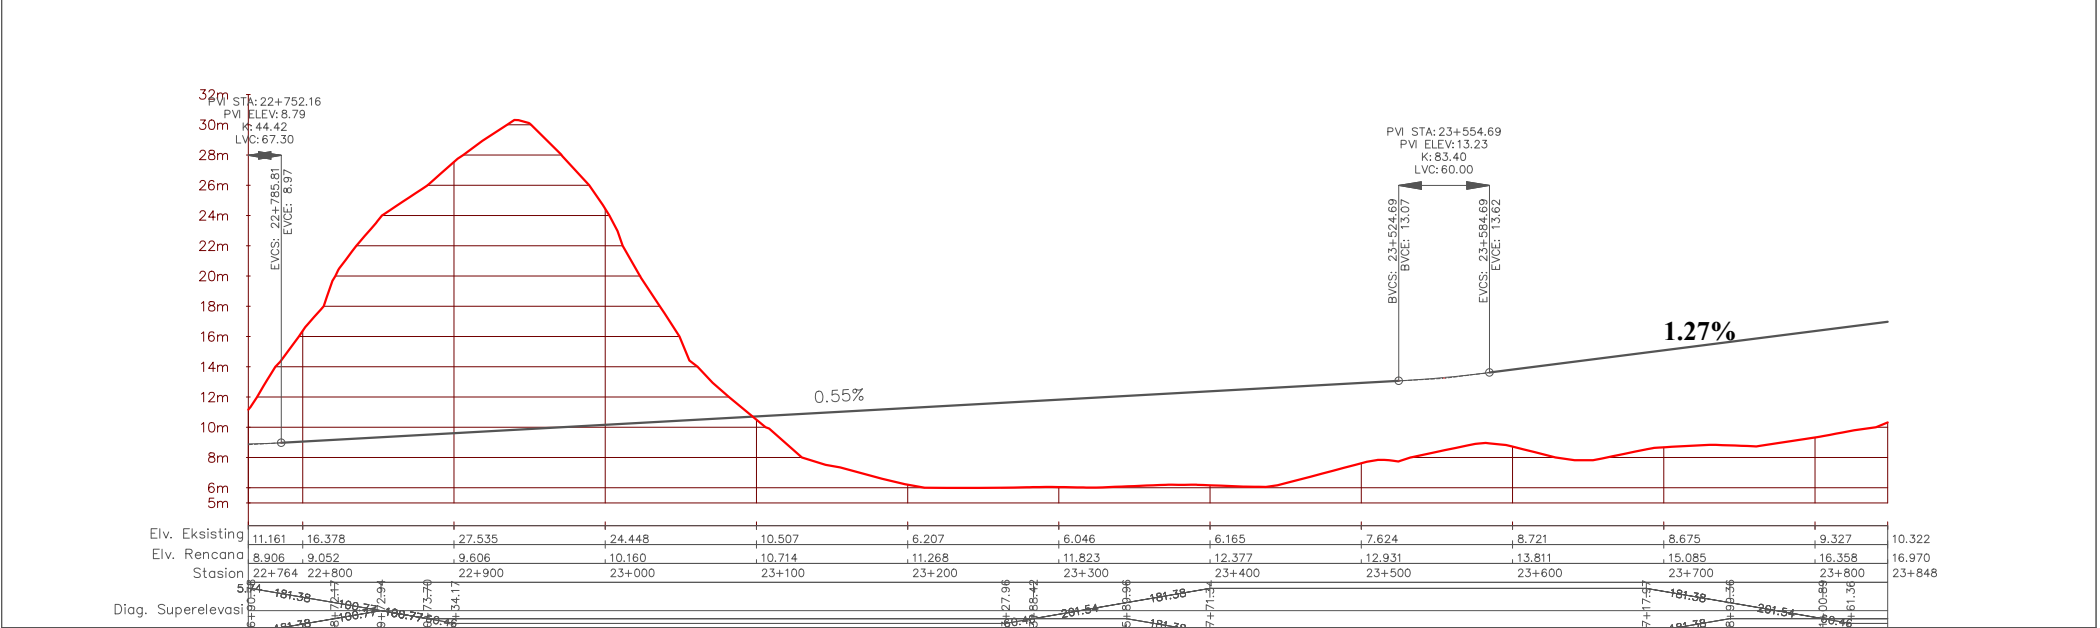 32m
PVI STA: 22+752.16
PVI ELEV: 8.79
K: 44.42
LVC: 67.30
30m
28m
26m
24m
22m
20m
18m
16m
14m
12m
10m
8m
6m
5m
EVCS: 22+785.81
EVCE: 8.97
0.55%
PVI STA: 23+554.69
PVI ELEV: 13.23
K: 83.40
LVC: 60.00
BVCS: 23+524.69
BVCE: 13.07
EVCS: 23+584.69
EVCE: 13.62
1.27%
Elv. Eksisting 11.161 16.378 27.535 24.448 10.507 6.207 6.046 6.165 7.624 8.721 8.675 9.327 10.322
Elv. Rencana 8.906 9.052 9.606 10.160 10.714 11.268 11.823 12.377 12.931 13.811 15.085 16.358 16.970
Stasion 22+764 22+800 22+900 23+000 23+100 23+200 23+300 23+400 23+500 23+600 23+700 23+800 23+848
Diag. Superelevasi
181.38
100.77
100.77
201.54
181.38
181.38
201.54